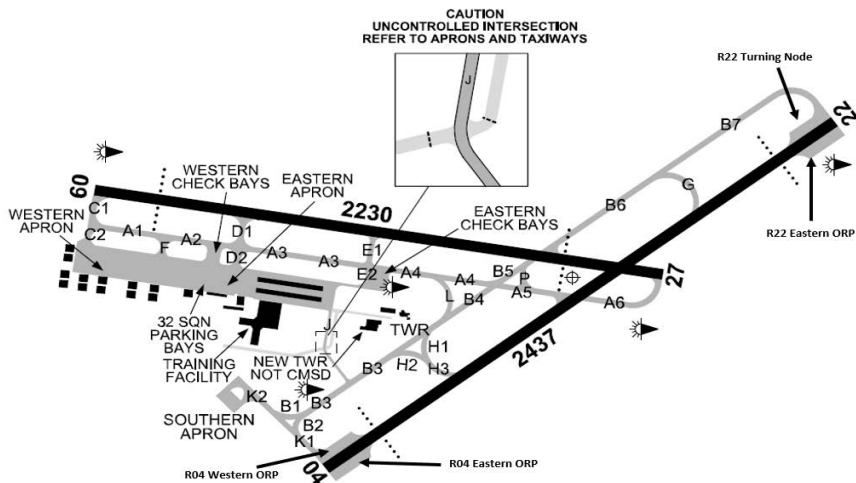 CAUTION
UNCONTROLLED INTERSECTION
REFER TO APRONS AND TAXIWAYS
J
R22 Turning Node
22
B7
R22 Eastern ORP
G
B6
WESTERN
CHECK BAYS
EASTERN
APRON
09
2230
WESTERN
APRON
C1
C2
A1
F
A2
D1
D2
A3
A3
E1
E2
EASTERN
CHECK BAYS
A4
A4
B5
P
A5
A6
27
L
B4
2437
32 SQN
PARKING
BAYS
TRAINING
FACILITY
J
TWR
NEW TWR
NOT CMSD
H1
H2
H3
B3
K2
B1
B3
SOUTHERN
APRON
B2
K1
04
R04 Western ORP
R04 Eastern ORP